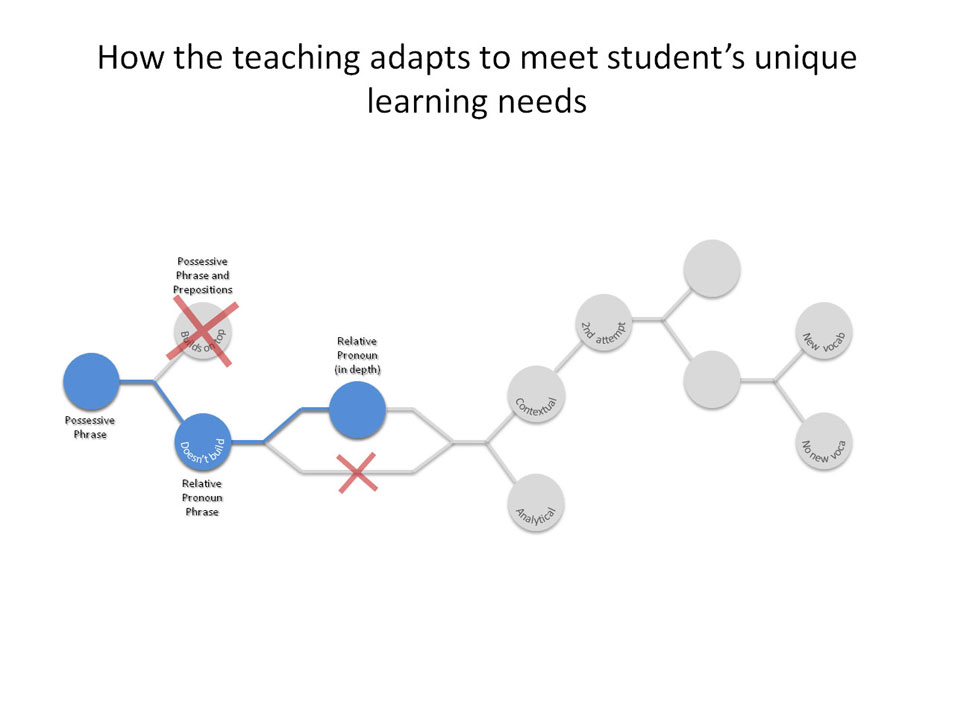 How the teaching adapts to meet student's unique
learning needs
Possessive
Phrase and
Prepositions
Builds on top
Possessive
Phrase
Doesn't build
Relative
Pronoun
Phrase
Relative
Pronoun
(in depth)
Contextual
Analytical
2nd attempt
New vocab
No new voca